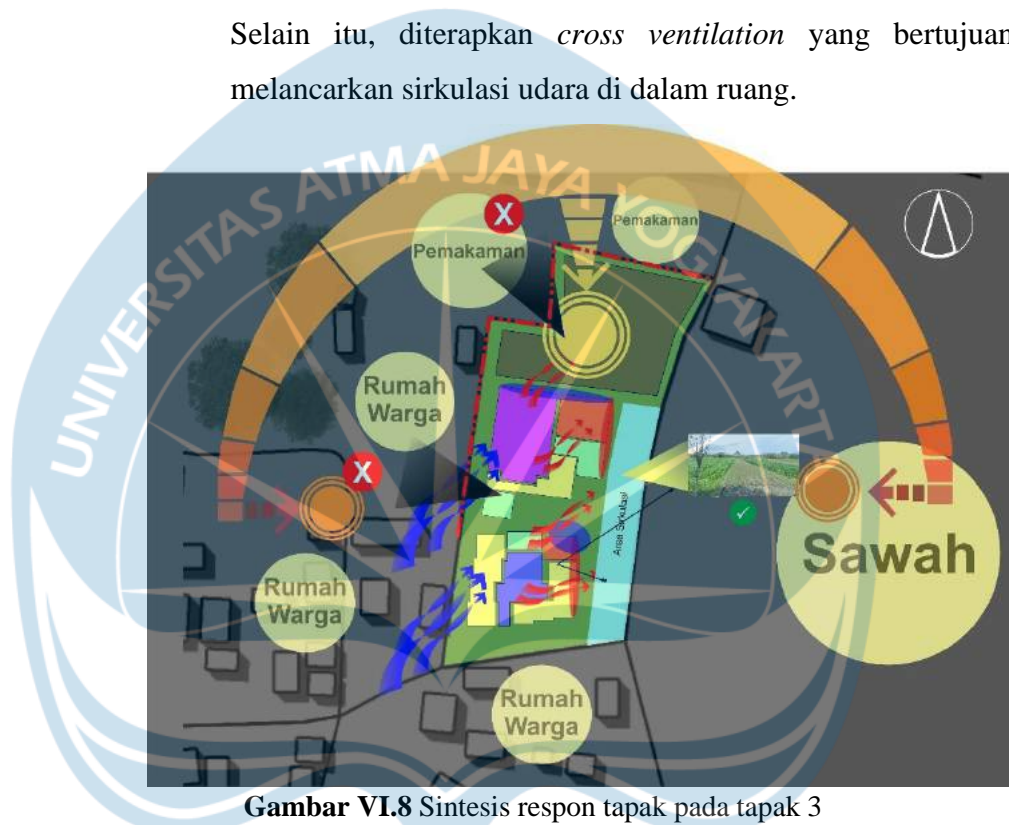 Selain itu, diterapkan cross ventilation yang bertujuan
melancarkan sirkulasi udara di dalam ruang.
UNIVERSITAS ATMA JAYA YOGYAKARTA
X
Pemakaman
Pemakaman
Rumah
Warga
X
Area Sirkulasi
Sawah
Rumah
Warga
Rumah
Warga
Gambar VI.8 Sintesis respon tapak pada tapak 3